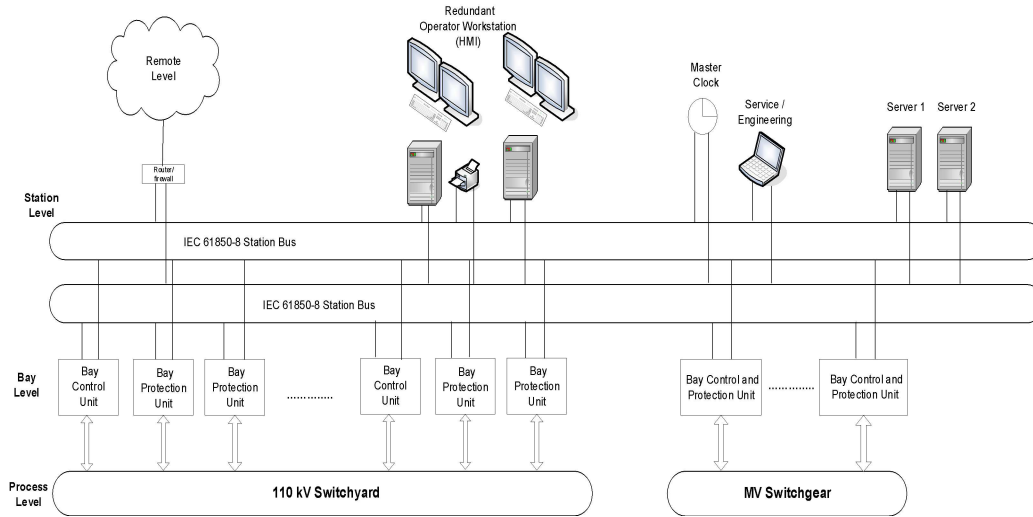 Redundant
Operator Workstation
(HMI)
Remote
Level
Master
Clock
Service /
Engineering
Server 1
Server 2
Router/
firewall
Station
Level
IEC 61850-8 Station Bus
IEC 61850-8 Station Bus
Bay
Level
Bay
Control
Unit
Bay
Protection
Unit
Bay
Protection
Unit
.............
Bay
Control
Unit
Bay
Protection
Unit
Bay
Protection
Unit
Bay Control and
Protection Unit
..............
Bay Control and
Protection Unit
Process
Level
110 kV Switchyard
MV Switchgear